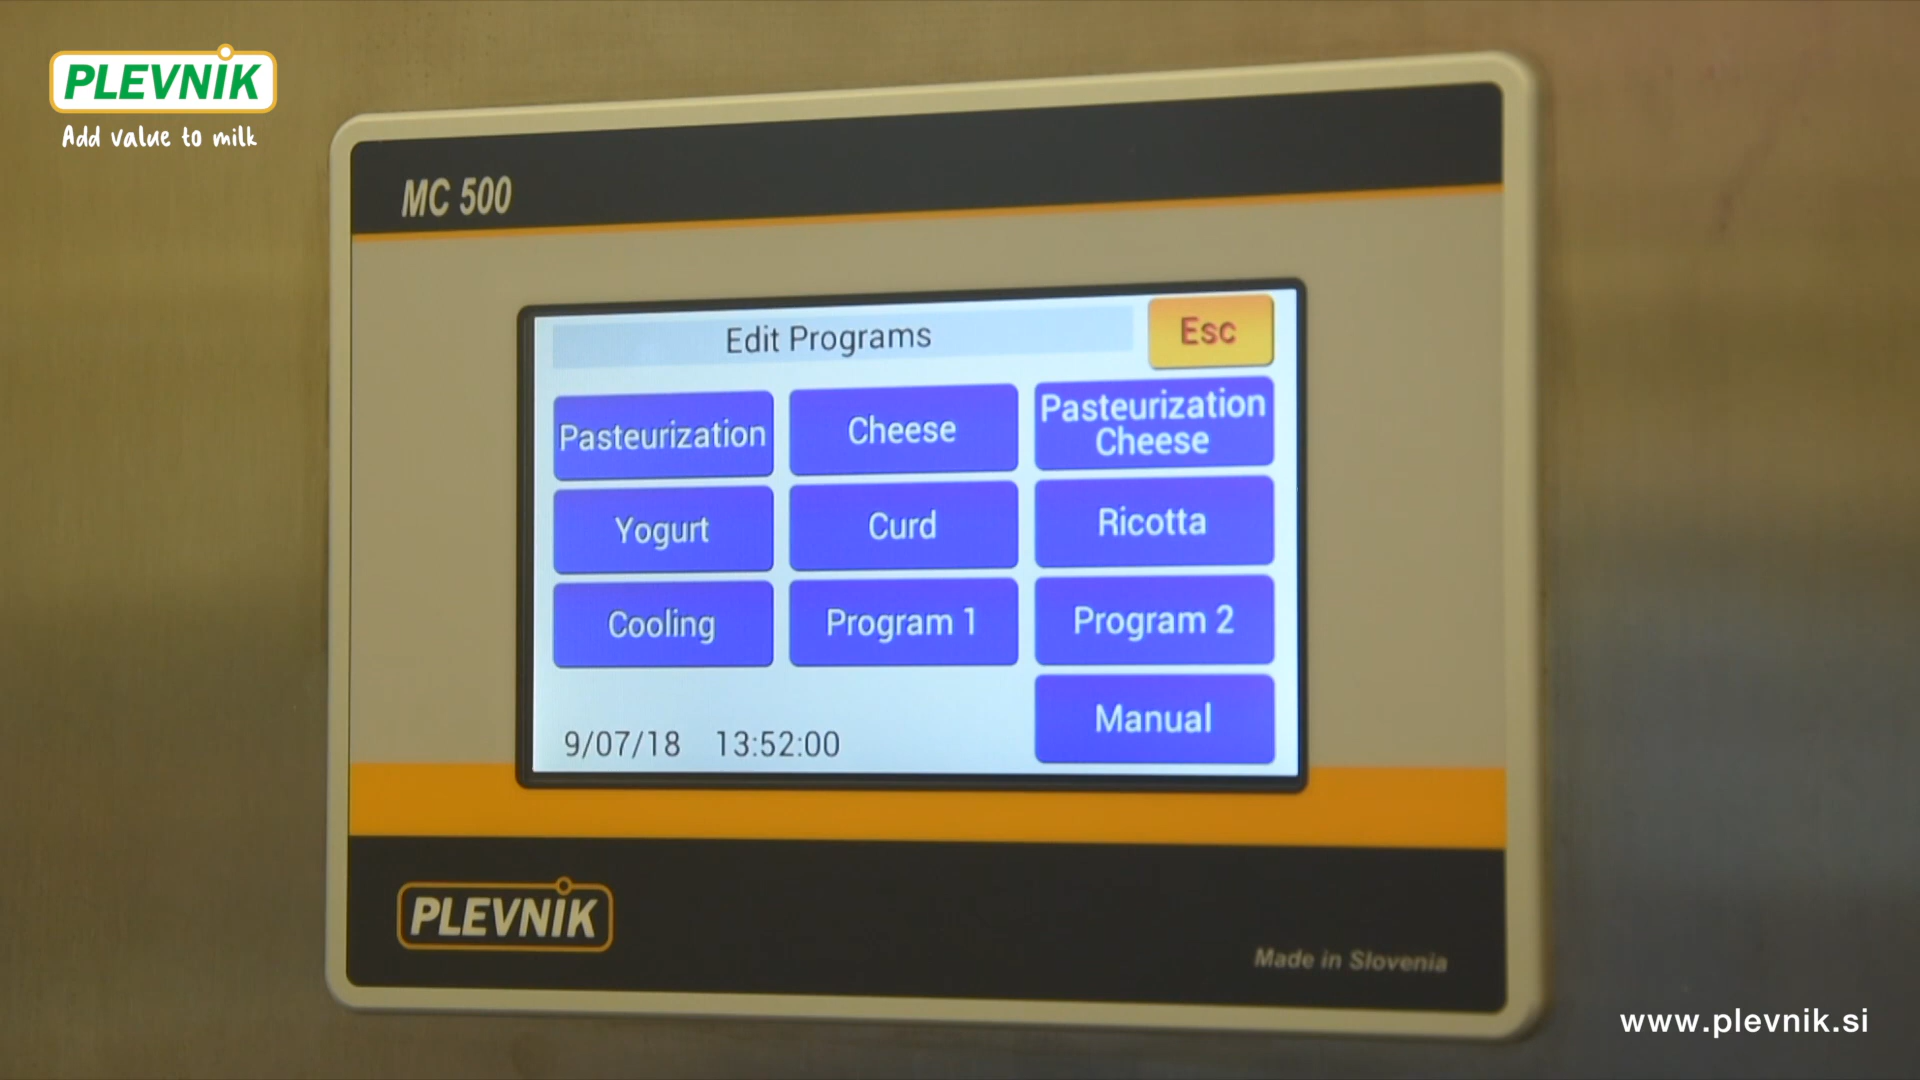 PLEVNIK
Add value to milk
MC 500
Edit Programs
Esc
Pasteurization
Cheese
Pasteurization
Cheese
Yogurt
Curd
Ricotta
Cooling
Program 1
Program 2
Manual
9/07/18 13:52:00
PLEVNIK
Made in Slovenia
www.plevnik.si